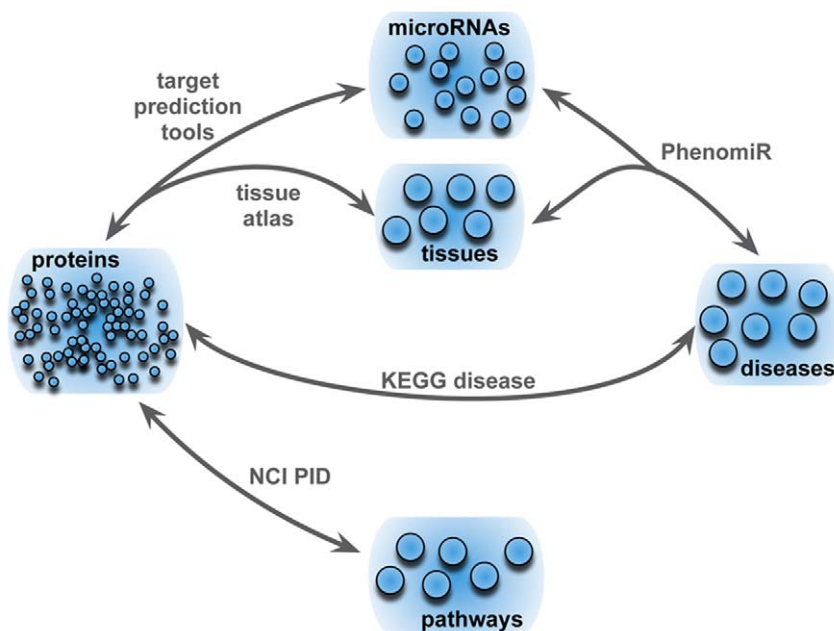 microRNAs
target
prediction
tools
PhenomiR
tissue
atlas
tissues
proteins
diseases
KEGG disease
NCI PID
pathways